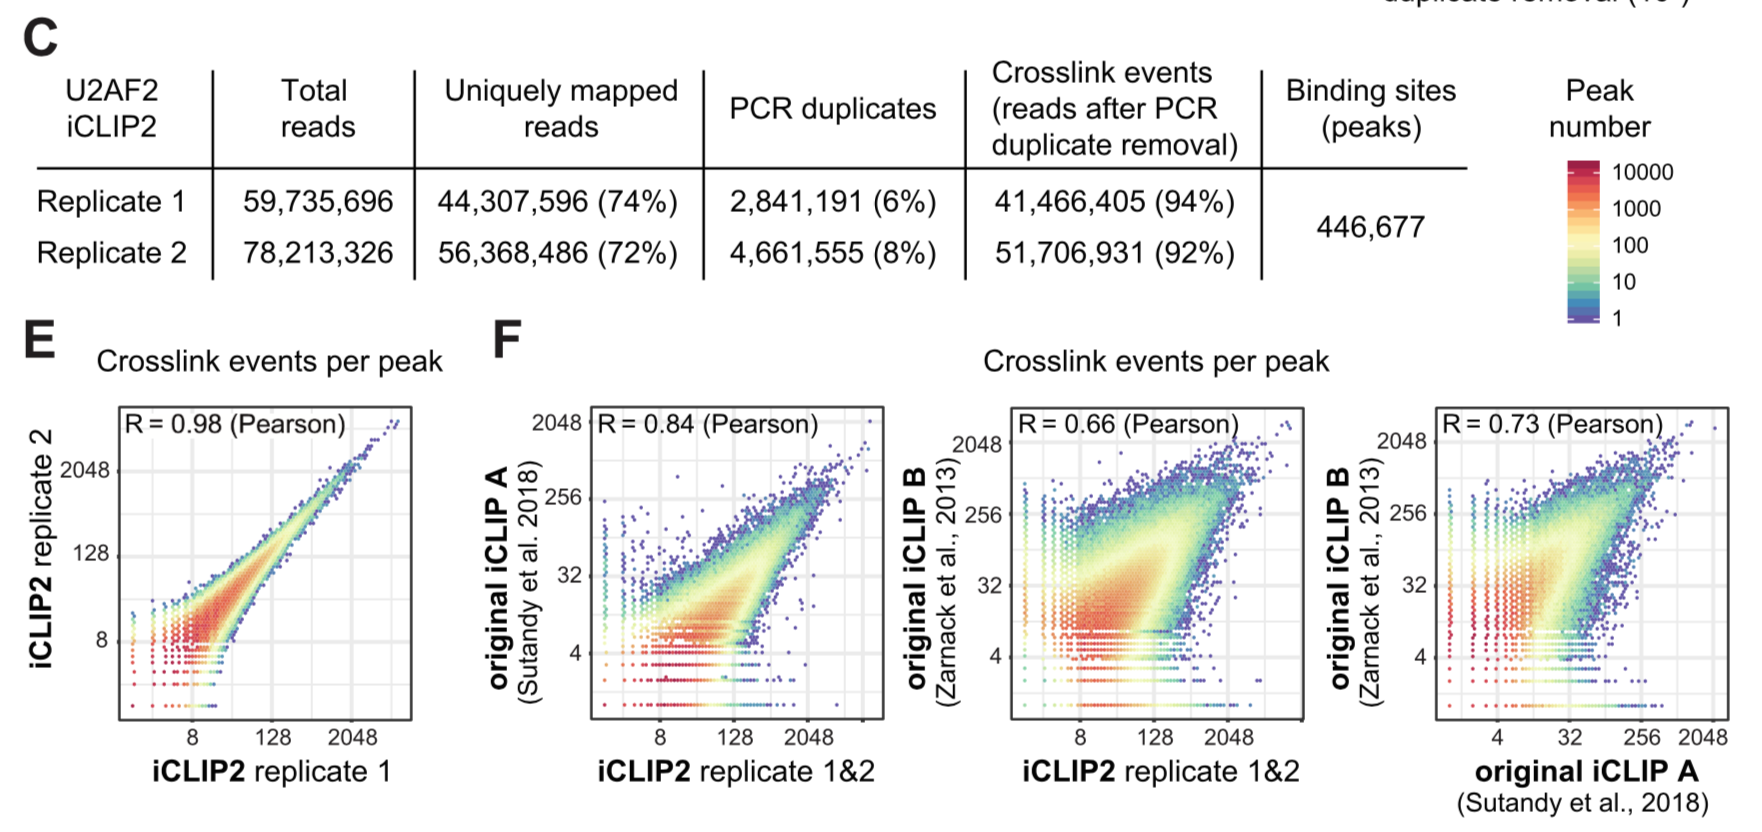 duplicate removal (10
C
U2AF2
iCLIP2
Total
reads
Uniquely mapped
reads
PCR duplicates
Crosslink events
(reads after PCR
duplicate removal)
Binding sites
(peaks)
Replicate 1
59,735,696
44,307,596 (74%)
2,841,191 (6%)
41,466,405 (94%)
Replicate 2
78,213,326
56,368,486 (72%)
4,661,555 (8%)
51,706,931 (92%)
446,677
Peak
number
10000
1000
100
10
1
E
Crosslink events per peak
R = 0.98 (Pearson)
iCLIP2 replicate 2
2048
128
8
8 128 2048
iCLIP2 replicate 1
F
Crosslink events per peak
R = 0.84 (Pearson)
original iCLIP A
(Sutandy et al. 2018)
2048
256
32
4
8 128 2048
iCLIP2 replicate 1&2
R = 0.66 (Pearson)
original iCLIP B
(Zarnack et al., 2013)
2048
256
32
4
8 128 2048
iCLIP2 replicate 1&2
R = 0.73 (Pearson)
original iCLIP B
(Zarnack et al., 2013)
2048
256
32
4
4 32 256 2048
original iCLIP A
(Sutandy et al., 2018)